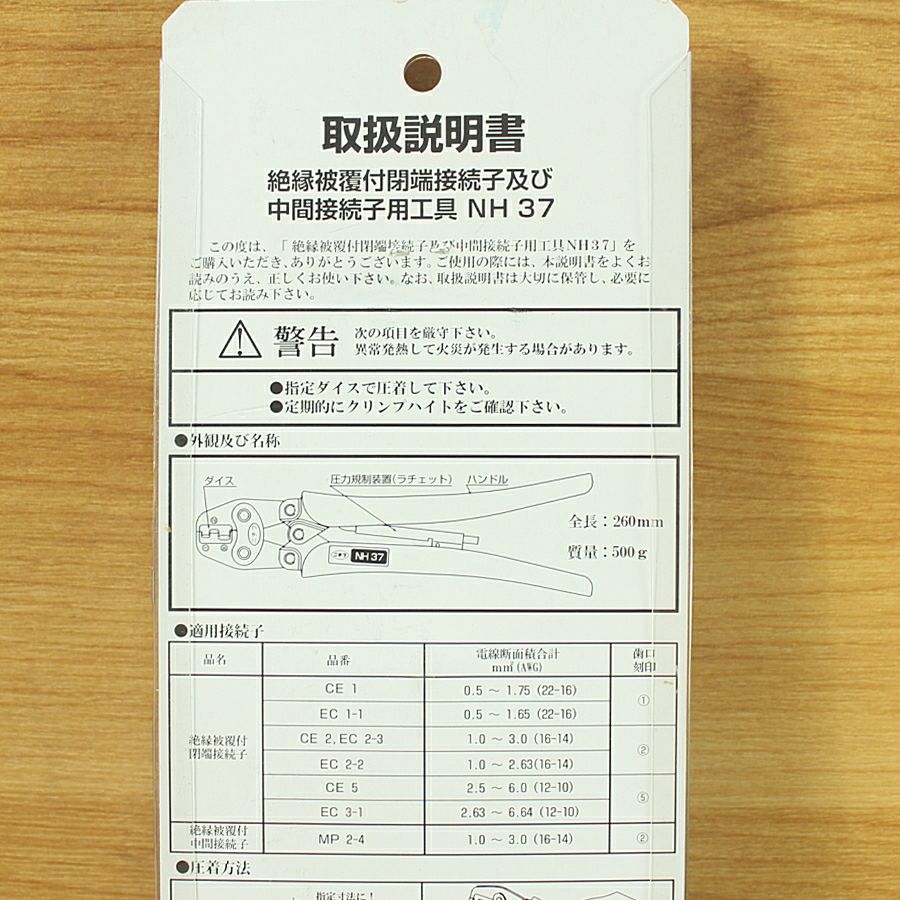 取扱説明書
絶縁被覆付閉端接続子及び
中間接続子用工具 NH 37
この度は、「絶縁被覆付閉端接続子及び中間接続子用工具NH37」を
ご購入いただき、ありがとうございます。ご使用の際には、本説明書をよくお
読みのうえ、正しくお使い下さい。なお、取扱説明書は大切に保管し、必要に
応じてお読み下さい。
警告 次の項目を厳守下さい。
異常発熱して火災が発生する場合があります。
●指定ダイスで圧着して下さい。
●定期的にクリンプハイトをご確認下さい。
●外観及び名称
ダイス 圧力規制装置(ラチェット) ハンドル
全長：260mm
NH 37
質量：500g
●適用接続子
品名 品番 電線断面積合計 mm²(AWG) 歯口刻印
絶縁被覆付閉端接続子 CE 1 0.5 ～ 1.75 (22-16) ①
EC 1-1 0.5 ～ 1.65 (22-16)
CE 2, EC 2-3 1.0 ～ 3.0 (16-14) ②
EC 2-2 1.0 ～ 2.63(16-14)
CE 5 2.5 ～ 6.0 (12-10) ⑤
EC 3-1 2.63 ～ 6.64 (12-10)
絶縁被覆付中間接続子 MP 2-4 1.0 ～ 3.0 (16-14) ②
●圧着方法
指定寸法に！